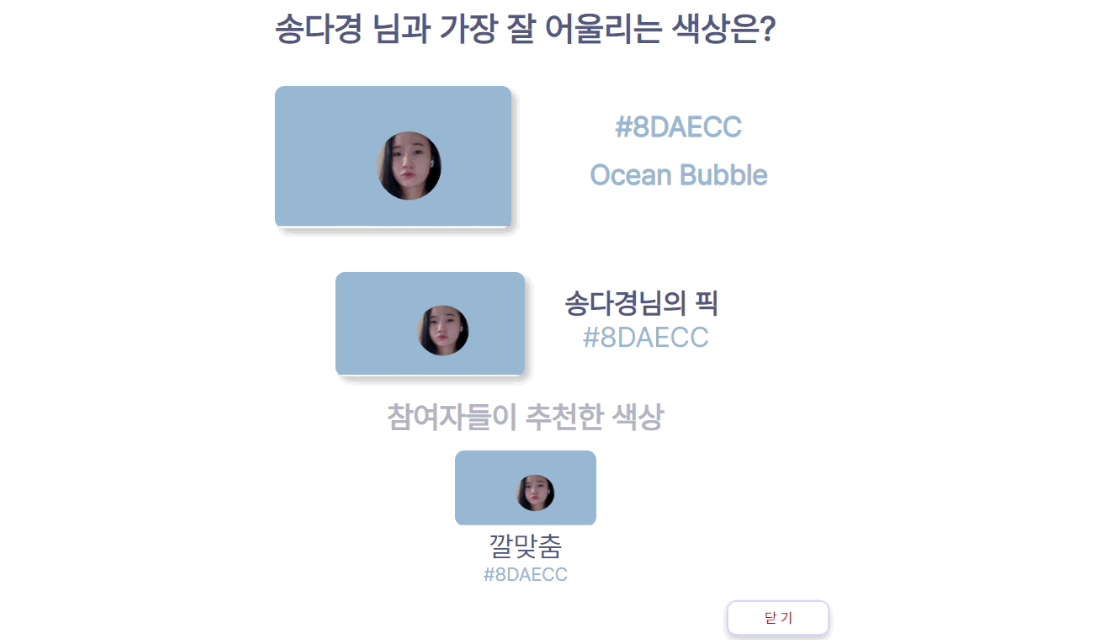 송다경 님과 가장 잘 어울리는 색상은?
#8DAECC
Ocean Bubble
송다경님의 픽
#8DAECC
참여자들이 추천한 색상
깔맞춤
#8DAECC
닫기